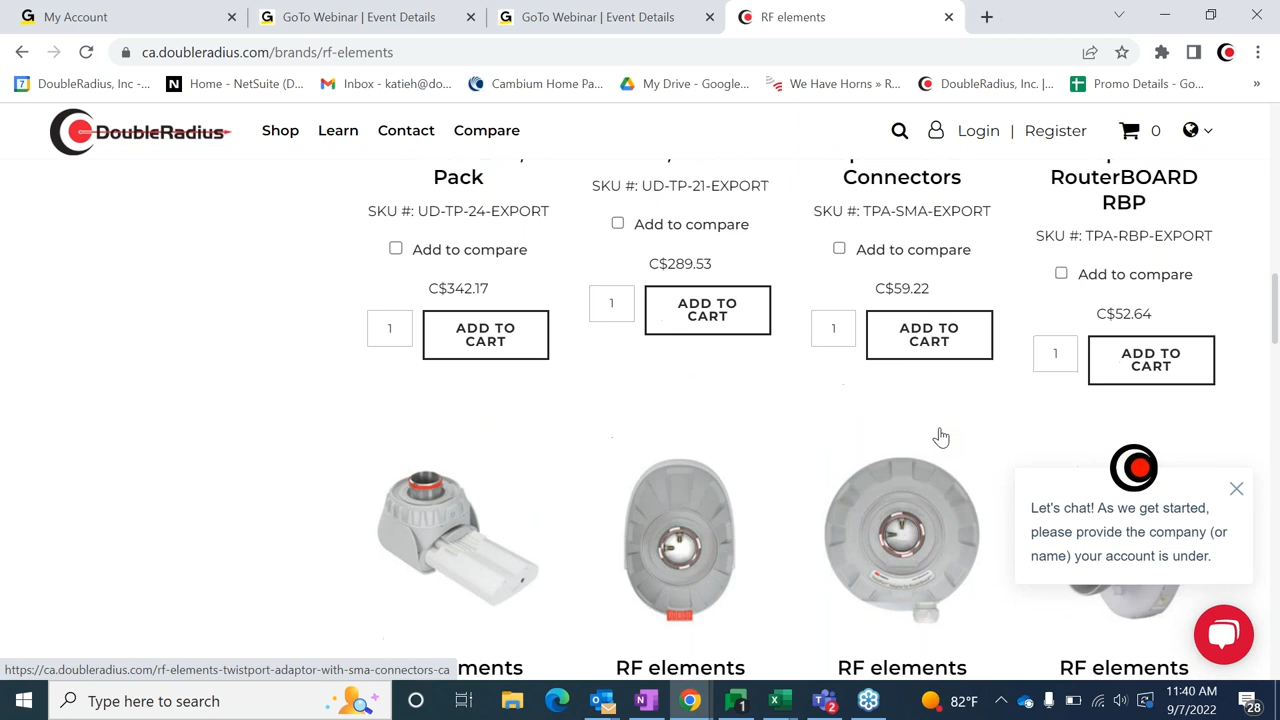 My Account
GoTo Webinar | Event Details
GoTo Webinar | Event Details
RF elements
ca.doubleradius.com/brands/rf-elements
DoubleRadius, Inc -...
Home - NetSuite (D...
Inbox - katieh@do...
Cambium Home Pa...
My Drive - Google...
We Have Horns » R...
DoubleRadius, Inc. |...
Promo Details - Go...
»
DoubleRadius
Shop
Learn
Contact
Compare
Login | Register
0
Pack
SKU #: UD-TP-24-EXPORT
Add to compare
C$342.17
1
ADD TO
CART
SKU #: UD-TP-21-EXPORT
Add to compare
C$289.53
1
ADD TO
CART
Connectors
SKU #: TPA-SMA-EXPORT
Add to compare
C$59.22
1
ADD TO
CART
RouterBOARD
RBP
SKU #: TPA-RBP-EXPORT
Add to compare
C$52.64
1
ADD TO
CART
Let's chat! As we get started,
please provide the company (or
name) your account is under.
ments
RF elements
RF elements
RF elements
https://ca.doubleradius.com/rf-elements-twistport-adaptor-with-sma-connectors-ca
Type here to search
1
2
82°F
11:40 AM
9/7/2022
28